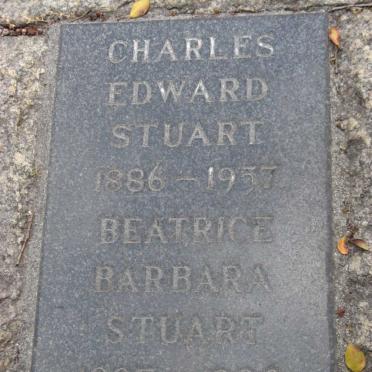 CHARLES
EDWARD
STUART
1886 – 1957
BEATRICE
BARBARA
STUART